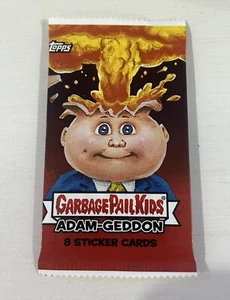 Topps
GARBAGE PAIL KIDS
ADAM-GEDDON
8 STICKER CARDS